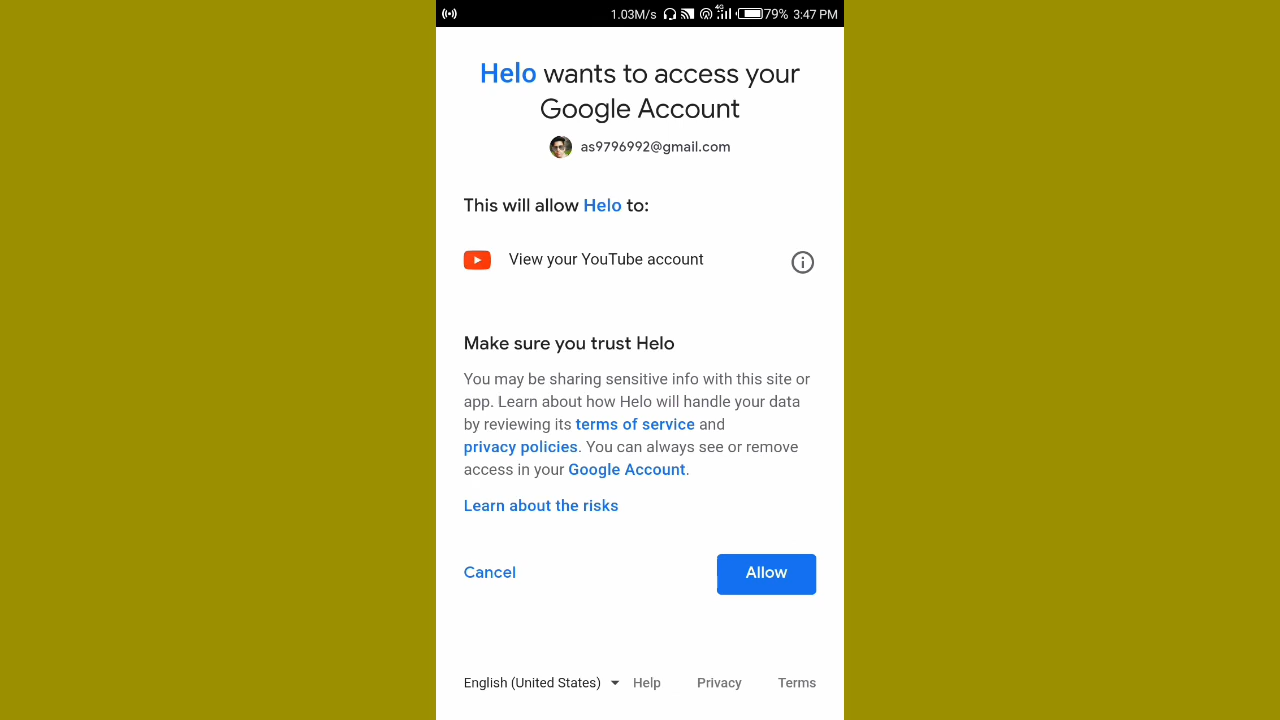 1.03M/s 4G 79% 3:47 PM
Helo wants to access your
Google Account
as9796992@gmail.com
This will allow Helo to:
View your YouTube account
Make sure you trust Helo
You may be sharing sensitive info with this site or
app. Learn about how Helo will handle your data
by reviewing its terms of service and
privacy policies. You can always see or remove
access in your Google Account.
Learn about the risks
Cancel Allow
English (United States) Help Privacy Terms